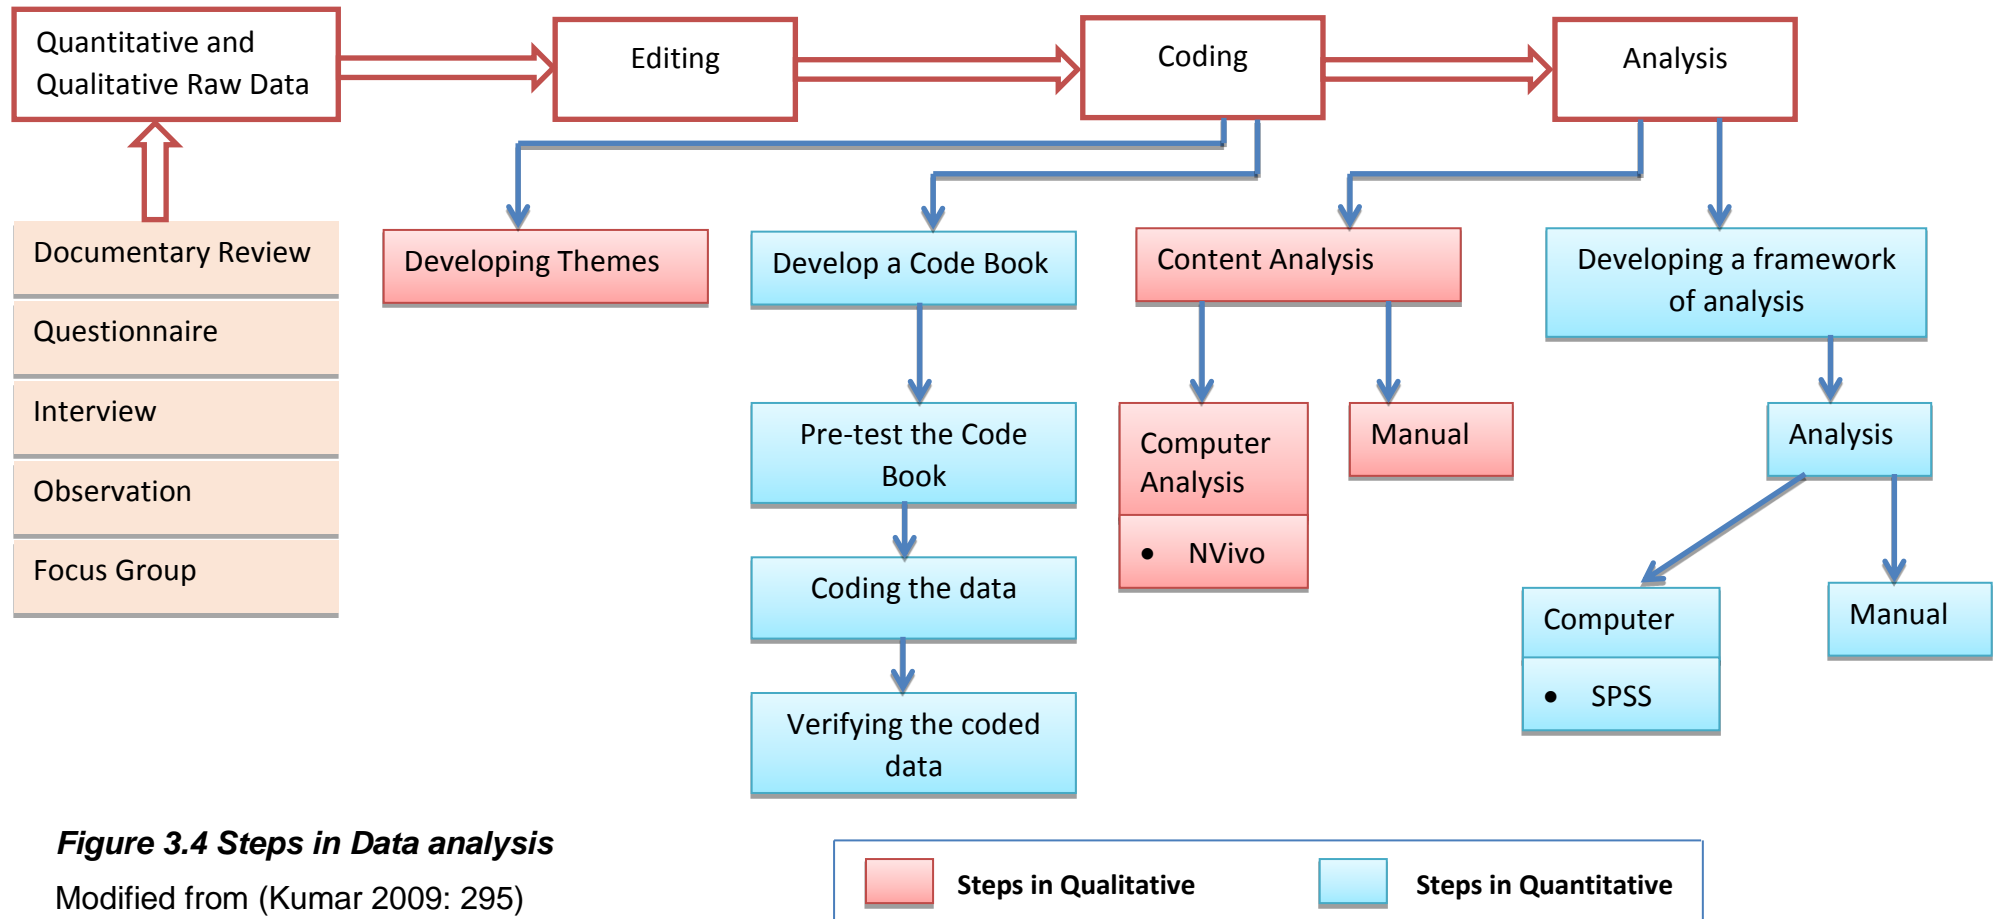 Quantitative and
Qualitative Raw Data
Editing
Coding
Analysis
Documentary Review
Questionnaire
Interview
Observation
Focus Group
Developing Themes
Develop a Code Book
Pre-test the Code
Book
Coding the data
Verifying the coded
data
Content Analysis
Computer
Analysis
• NVivo
Manual
Developing a framework
of analysis
Analysis
Computer
• SPSS
Manual
Figure 3.4 Steps in Data analysis
Modified from (Kumar 2009: 295)
Steps in Qualitative
Steps in Quantitative